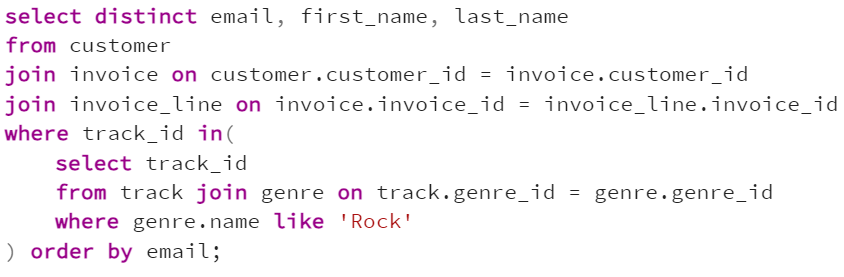 select distinct email, first_name, last_name
from customer
join invoice on customer.customer_id = invoice.customer_id
join invoice_line on invoice.invoice_id = invoice_line.invoice_id
where track_id in(
    select track_id
    from track join genre on track.genre_id = genre.genre_id
    where genre.name like 'Rock'
) order by email;